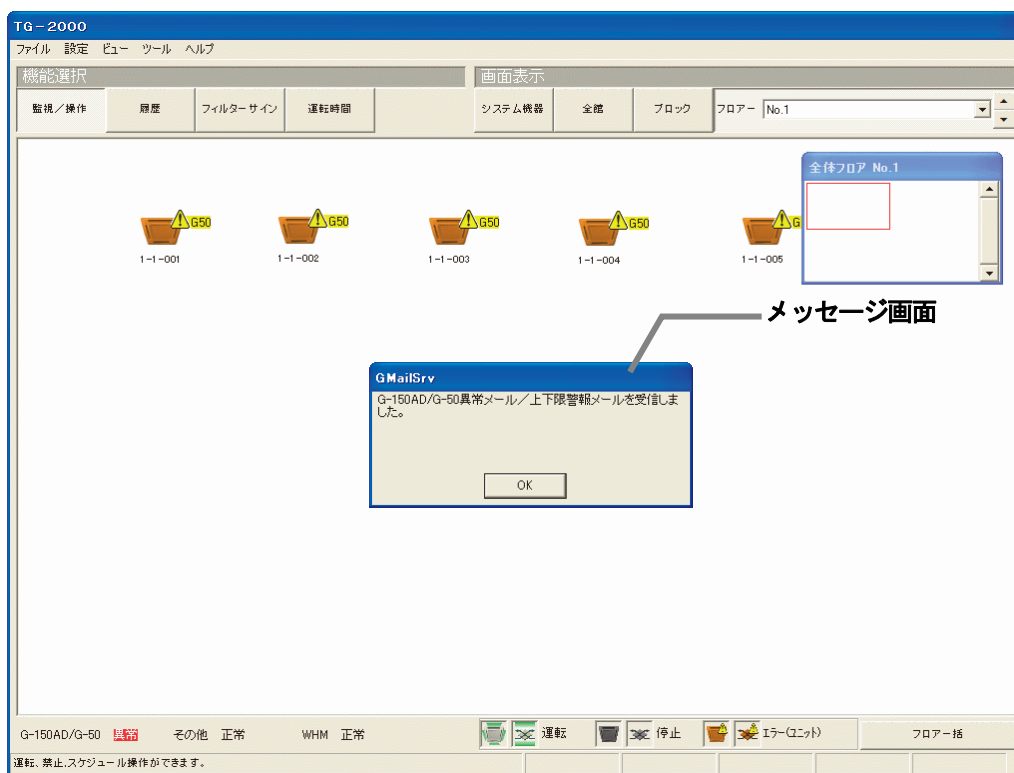 TG-2000
ファイル 設定 ビュー ツール ヘルプ
機能選択
画面表示
監視／操作 履歴 フィルターサイン 運転時間
システム機器 全館 ブロック フロアー No.1
全体フロア No.1
G50 G50 G50 G50 G
1-1-001 1-1-002 1-1-003 1-1-004 1-1-005
メッセージ画面
GMailSrv
G-150AD/G-50異常メール／上下限警報メールを受信しま
した。
OK
G-150AD/G-50 異常 その他 正常 WHM 正常
運転 停止 エラー(ユニット) フロア一括
運転、禁止、スケジュール操作ができます。